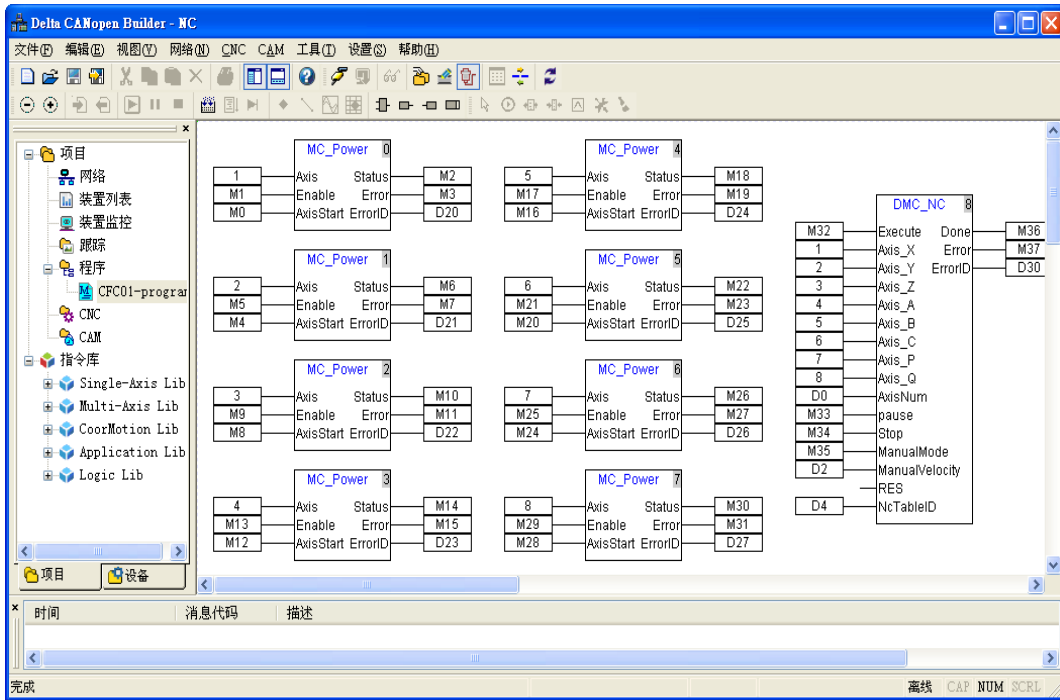 Delta CANopen Builder - NC
文件(F) 编辑(E) 视图(V) 网络(N) CNC CAM 工具(T) 设置(S) 帮助(H)
项目
网络
装置列表
装置监控
跟踪
程序
CFC01-program
CNC
CAM
指令库
Single-Axis Lib
Multi-Axis Lib
CoorMotion Lib
Application Lib
Logic Lib
项目 设备
MC_Power 0
1 Axis Status M2
M1 Enable Error M3
M0 AxisStart ErrorID D20
MC_Power 1
2 Axis Status M6
M5 Enable Error M7
M4 AxisStart ErrorID D21
MC_Power 2
3 Axis Status M10
M9 Enable Error M11
M8 AxisStart ErrorID D22
MC_Power 3
4 Axis Status M14
M13 Enable Error M15
M12 AxisStart ErrorID D23
MC_Power 4
5 Axis Status M18
M17 Enable Error M19
M16 AxisStart ErrorID D24
MC_Power 5
6 Axis Status M22
M21 Enable Error M23
M20 AxisStart ErrorID D25
MC_Power 6
7 Axis Status M26
M25 Enable Error M27
M24 AxisStart ErrorID D26
MC_Power 7
8 Axis Status M30
M29 Enable Error M31
M28 AxisStart ErrorID D27
DMC_NC 8
M32 Execute Done M36
1 Axis_X Error M37
2 Axis_Y ErrorID D30
3 Axis_Z
4 Axis_A
5 Axis_B
6 Axis_C
7 Axis_P
8 Axis_Q
D0 AxisNum
M33 pause
M34 Stop
M35 ManualMode
D2 ManualVelocity
RES
D4 NcTableID
时间 消息代码 描述
完成 离线 CAP NUM SCRL